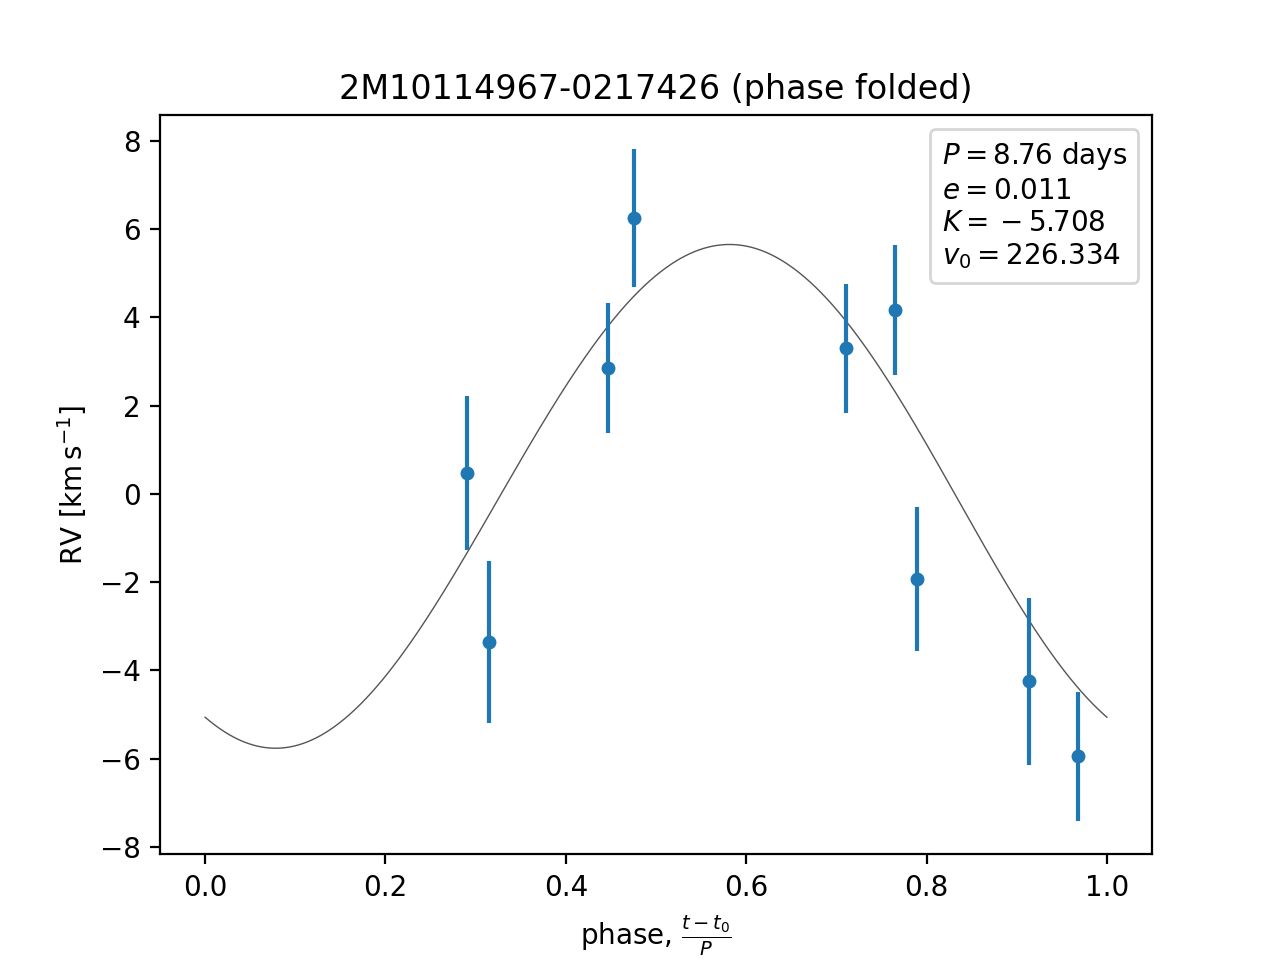 2M10114967-0217426 (phase folded)
P = 8.76 days
e = 0.011
K = −5.708
v₀ = 226.334
RV [km s⁻¹]
8
6
4
2
0
−2
−4
−6
−8
0.0 0.2 0.4 0.6 0.8 1.0
phase, (t − t₀)/P